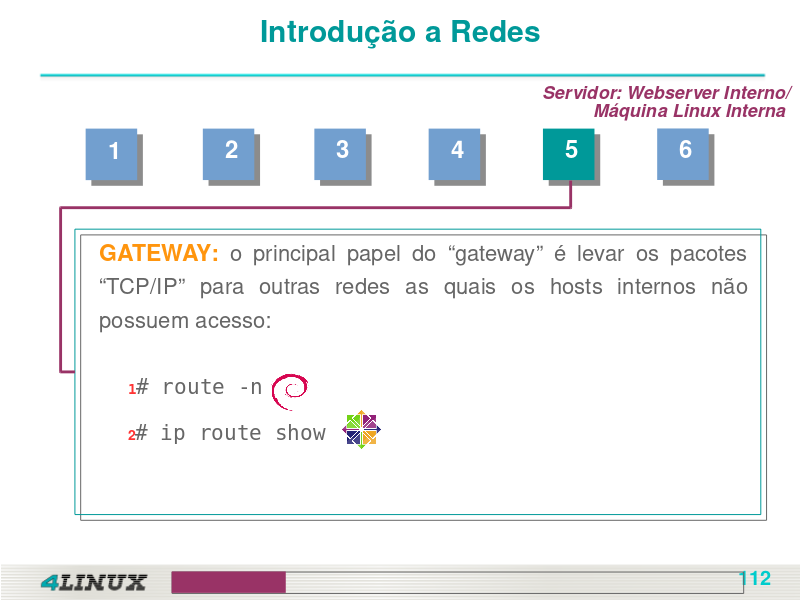 Introdução a Redes
Servidor: Webserver Interno/
Máquina Linux Interna
1 2 3 4 5 6
GATEWAY: o principal papel do “gateway” é levar os pacotes
“TCP/IP” para outras redes as quais os hosts internos não
possuem acesso:
1# route -n
2# ip route show
4LINUX
112